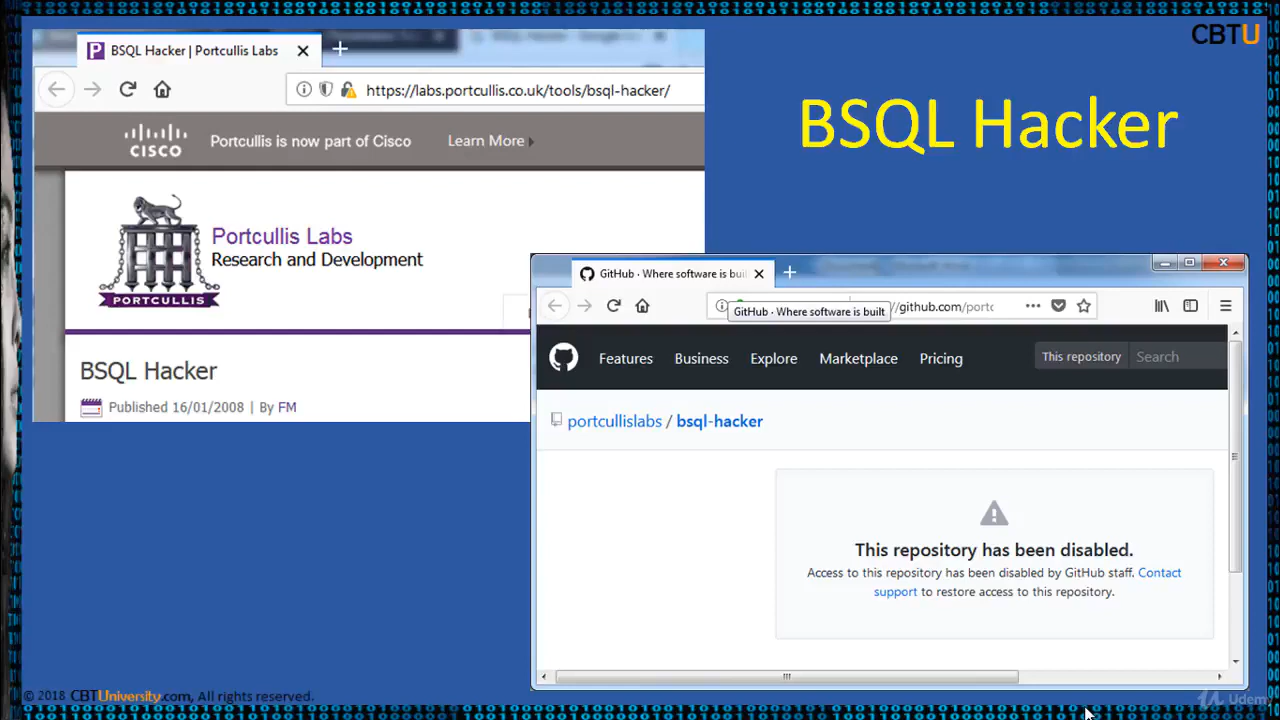 CBTU
BSQL Hacker | Portcullis Labs
https://labs.portcullis.co.uk/tools/bsql-hacker/
BSQL Hacker
CISCO
Portcullis is now part of Cisco
Learn More
Portcullis Labs
Research and Development
PORTCULLIS
BSQL Hacker
Published 16/01/2008 | By FM
GitHub · Where software is buil
//github.com/portc
GitHub · Where software is built
Features Business Explore Marketplace Pricing
This repository Search
portcullislabs / bsql-hacker
This repository has been disabled.
Access to this repository has been disabled by GitHub staff. Contact
support to restore access to this repository.
© 2018 CBTUniversity.com, All rights reserved.
Udemy